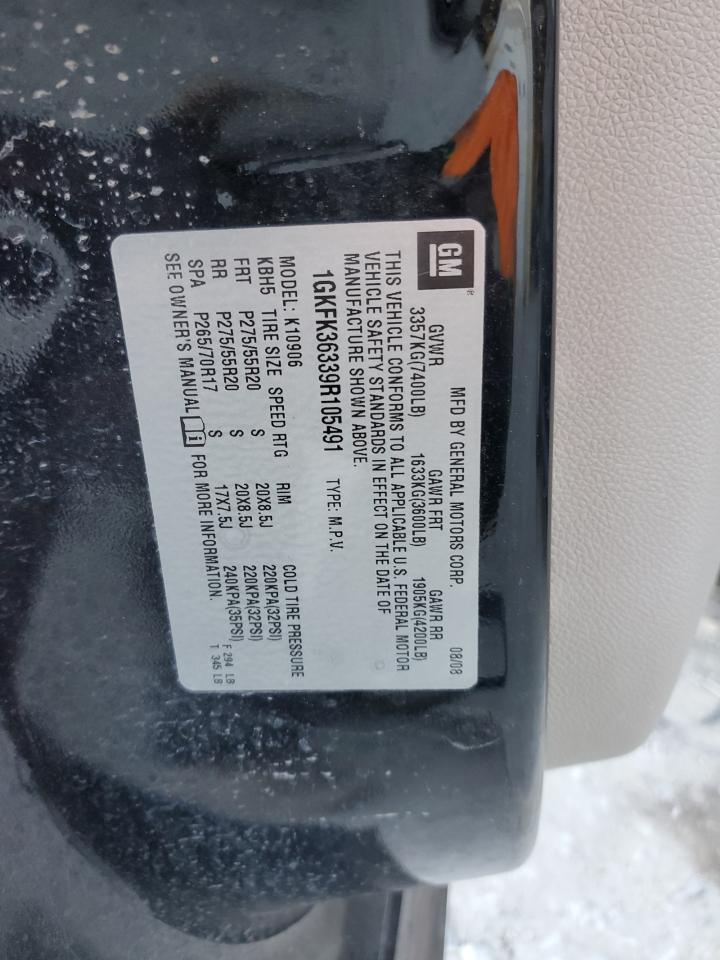 GM ®
MFD BY GENERAL MOTORS CORP. 08/08
GVWR GAWR FRT GAWR RR
3357KG(7400LB) 1633KG(3600LB) 1905KG(4200LB)
THIS VEHICLE CONFORMS TO ALL APPLICABLE U.S. FEDERAL MOTOR
VEHICLE SAFETY STANDARDS IN EFFECT ON THE DATE OF
MANUFACTURE SHOWN ABOVE.
1GKFK36339R105491 TYPE: M.P.V.
MODEL: K10906
KBH5 TIRE SIZE SPEED RTG RIM COLD TIRE PRESSURE
FRT P275/55R20 S 20X8.5J 220KPA(32PSI)
RR P275/55R20 S 20X8.5J 220KPA(32PSI)
SPA P265/70R17 S 17X7.5J 240KPA(35PSI)
SEE OWNER'S MANUAL FOR MORE INFORMATION.
F 294 LB
T 345 LB